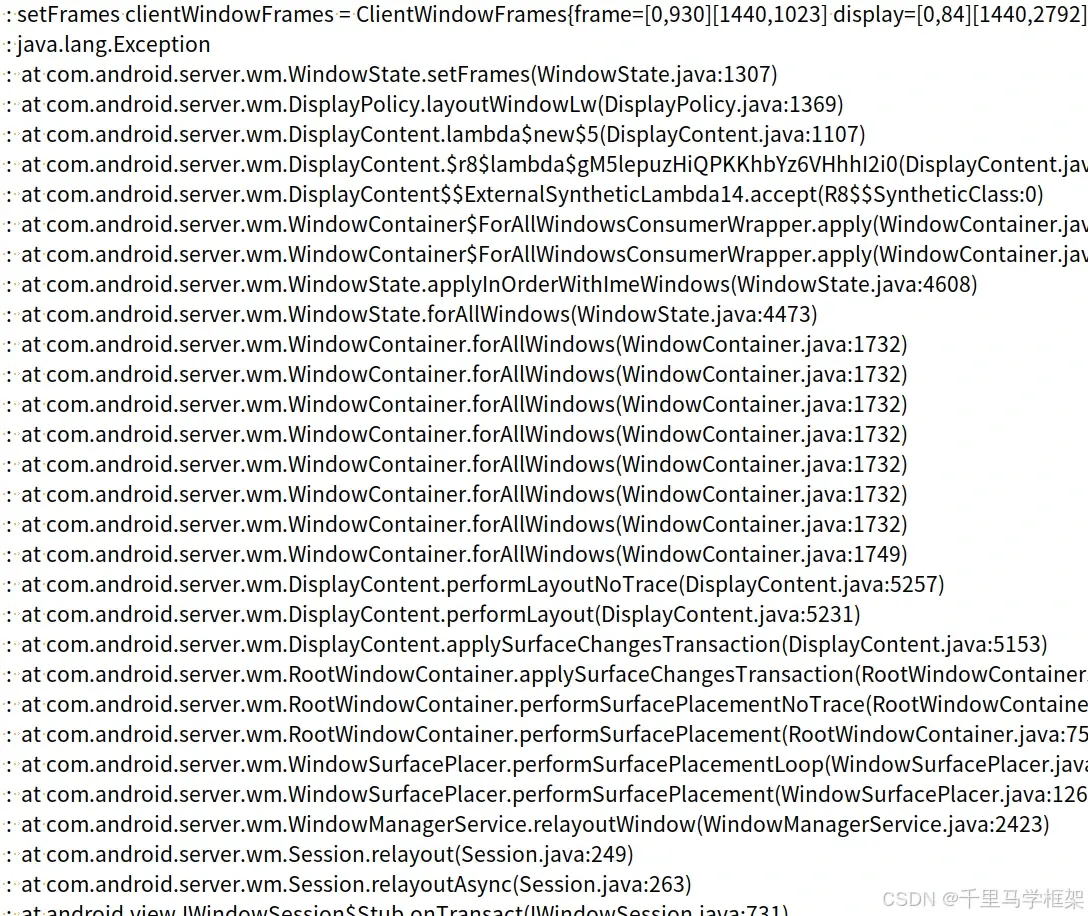 : setFrames clientWindowFrames = ClientWindowFrames{frame=[0,930][1440,1023] display=[0,84][1440,2792]
: java.lang.Exception
: at com.android.server.wm.WindowState.setFrames(WindowState.java:1307)
: at com.android.server.wm.DisplayPolicy.layoutWindowLw(DisplayPolicy.java:1369)
: at com.android.server.wm.DisplayContent.lambda$new$5(DisplayContent.java:1107)
: at com.android.server.wm.DisplayContent.$r8$lambda$gM5lepuzHiQPKKhbYz6VHhhI2i0(DisplayContent.jav
: at com.android.server.wm.DisplayContent$$ExternalSyntheticLambda14.accept(R8$$SyntheticClass:0)
: at com.android.server.wm.WindowContainer$ForAllWindowsConsumerWrapper.apply(WindowContainer.jav
: at com.android.server.wm.WindowContainer$ForAllWindowsConsumerWrapper.apply(WindowContainer.jav
: at com.android.server.wm.WindowState.applyInOrderWithImeWindows(WindowState.java:4608)
: at com.android.server.wm.WindowState.forAllWindows(WindowState.java:4473)
: at com.android.server.wm.WindowContainer.forAllWindows(WindowContainer.java:1732)
: at com.android.server.wm.WindowContainer.forAllWindows(WindowContainer.java:1732)
: at com.android.server.wm.WindowContainer.forAllWindows(WindowContainer.java:1732)
: at com.android.server.wm.WindowContainer.forAllWindows(WindowContainer.java:1732)
: at com.android.server.wm.WindowContainer.forAllWindows(WindowContainer.java:1732)
: at com.android.server.wm.WindowContainer.forAllWindows(WindowContainer.java:1732)
: at com.android.server.wm.WindowContainer.forAllWindows(WindowContainer.java:1732)
: at com.android.server.wm.WindowContainer.forAllWindows(WindowContainer.java:1749)
: at com.android.server.wm.DisplayContent.performLayoutNoTrace(DisplayContent.java:5257)
: at com.android.server.wm.DisplayContent.performLayout(DisplayContent.java:5231)
: at com.android.server.wm.DisplayContent.applySurfaceChangesTransaction(DisplayContent.java:5153)
: at com.android.server.wm.RootWindowContainer.applySurfaceChangesTransaction(RootWindowContainer.
: at com.android.server.wm.RootWindowContainer.performSurfacePlacementNoTrace(RootWindowContaine
: at com.android.server.wm.RootWindowContainer.performSurfacePlacement(RootWindowContainer.java:75
: at com.android.server.wm.WindowSurfacePlacer.performSurfacePlacementLoop(WindowSurfacePlacer.java
: at com.android.server.wm.WindowSurfacePlacer.performSurfacePlacement(WindowSurfacePlacer.java:126
: at com.android.server.wm.WindowManagerService.relayoutWindow(WindowManagerService.java:2423)
: at com.android.server.wm.Session.relayout(Session.java:249)
: at com.android.server.wm.Session.relayoutAsync(Session.java:263)
: at android.view.IWindowSession$Stub.onTransact(IWindowSession.java:731)
CSDN @千里马学框架